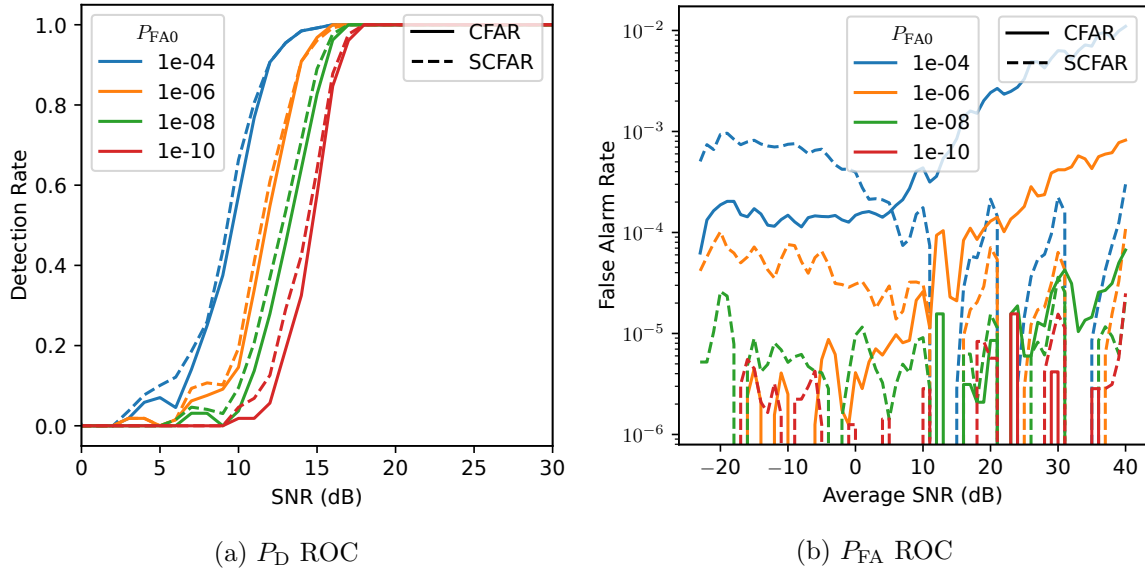 1.0
0.8
0.6
0.4
0.2
0.0
Detection Rate
P_FA0
1e-04
1e-06
1e-08
1e-10
CFAR
SCFAR
0 5 10 15 20 25 30
SNR (dB)
(a) P_D ROC
10^−2
10^−3
10^−4
10^−5
10^−6
False Alarm Rate
P_FA0
1e-04
1e-06
1e-08
1e-10
CFAR
SCFAR
−20 −10 0 10 20 30 40
Average SNR (dB)
(b) P_FA ROC